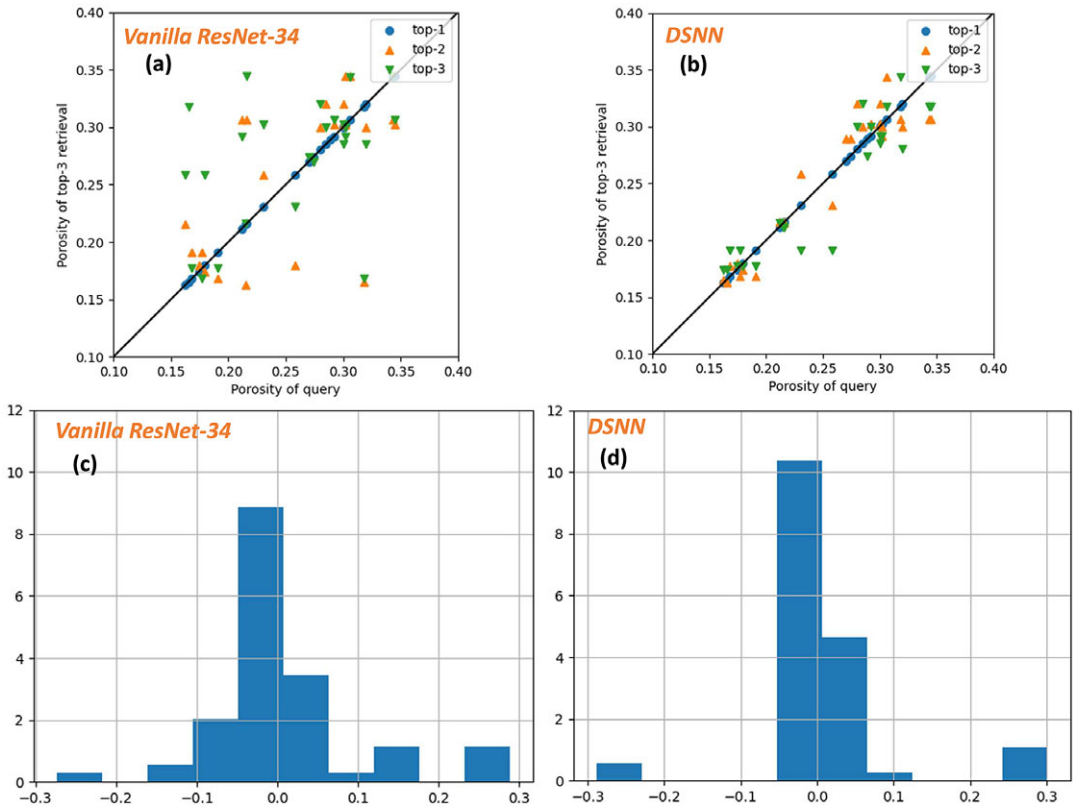 Vanilla ResNet-34
(a)
top-1
top-2
top-3
0.40
0.35
0.30
0.25
0.20
0.15
0.10
Porosity of top-3 retrieval
0.10 0.15 0.20 0.25 0.30 0.35 0.40
Porosity of query
DSNN
(b)
top-1
top-2
top-3
0.40
0.35
0.30
0.25
0.20
0.15
0.10
Porosity of top-3 retrieval
0.10 0.15 0.20 0.25 0.30 0.35 0.40
Porosity of query
Vanilla ResNet-34
(c)
12
10
8
6
4
2
0
−0.3 −0.2 −0.1 0.0 0.1 0.2 0.3
DSNN
(d)
12
10
8
6
4
2
0
−0.3 −0.2 −0.1 0.0 0.1 0.2 0.3